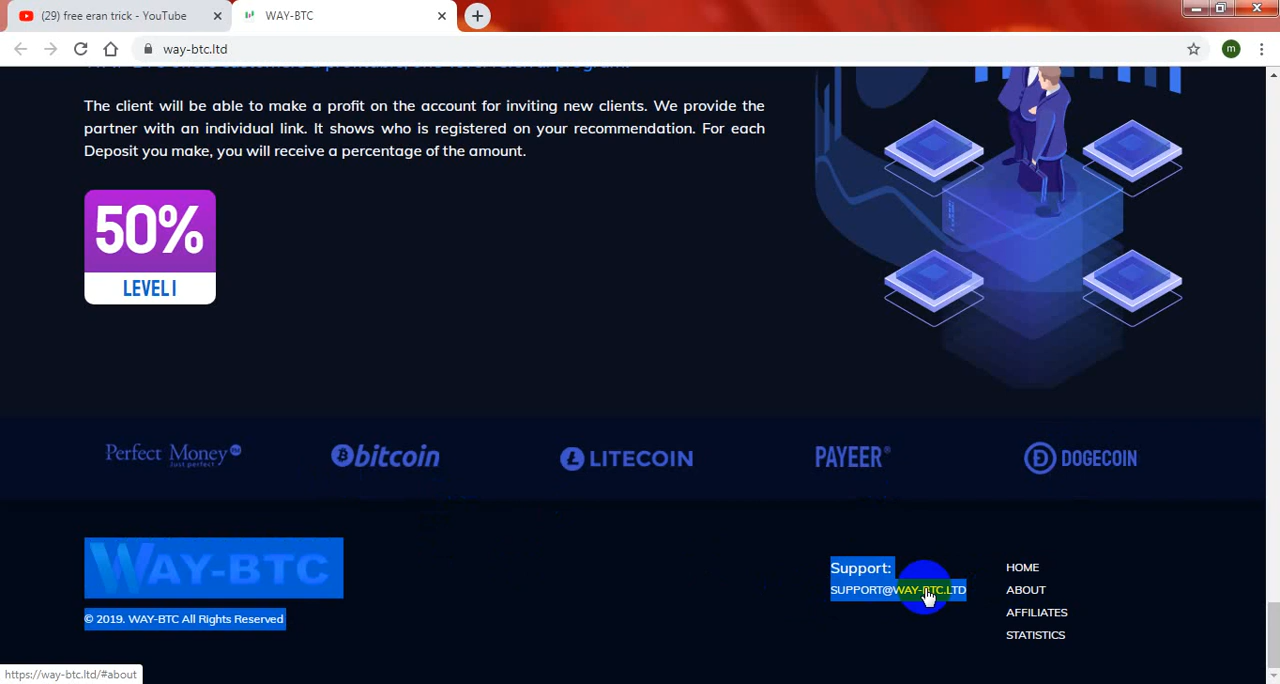 (29) free eran trick - YouTube
WAY-BTC
way-btc.ltd
m
The client will be able to make a profit on the account for inviting new clients. We provide the
partner with an individual link. It shows who is registered on your recommendation. For each
Deposit you make, you will receive a percentage of the amount.
50%
LEVEL I
Perfect Money PM
Just perfect
bitcoin
LITECOIN
PAYEER®
DOGECOIN
WAY-BTC
© 2019. WAY-BTC All Rights Reserved
Support:
SUPPORT@WAY-BTC.LTD
HOME
ABOUT
AFFILIATES
STATISTICS
https://way-btc.ltd/#about